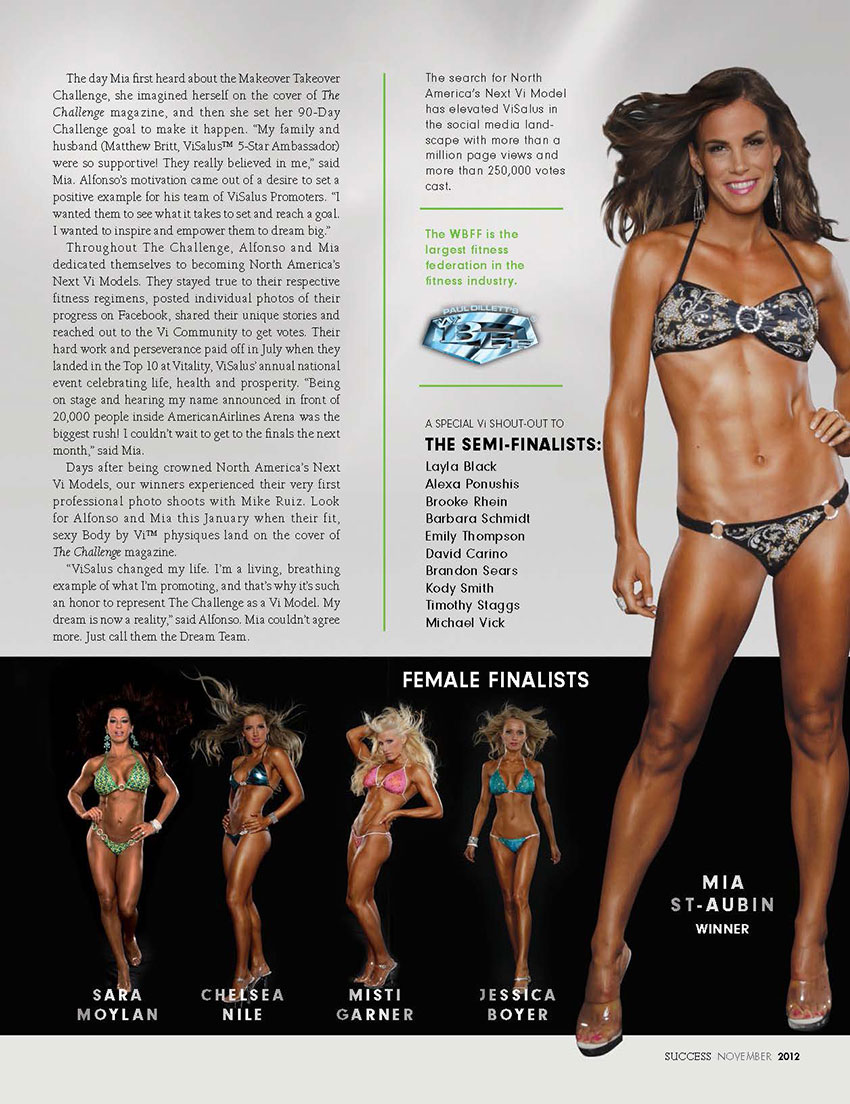 The day Mia first heard about the Makeover Takeover
Challenge, she imagined herself on the cover of The
Challenge magazine, and then she set her 90-Day
Challenge goal to make it happen. “My family and
husband (Matthew Britt, ViSalus™ 5-Star Ambassador)
were so supportive! They really believed in me,” said
Mia. Alfonso’s motivation came out of a desire to set a
positive example for his team of ViSalus Promoters. “I
wanted them to see what it takes to set and reach a goal.
I wanted to inspire and empower them to dream big.”
Throughout The Challenge, Alfonso and Mia
dedicated themselves to becoming North America’s
Next Vi Models. They stayed true to their respective
fitness regimens, posted individual photos of their
progress on Facebook, shared their unique stories and
reached out to the Vi Community to get votes. Their
hard work and perseverance paid off in July when they
landed in the Top 10 at Vitality, ViSalus’ annual national
event celebrating life, health and prosperity. “Being
on stage and hearing my name announced in front of
20,000 people inside AmericanAirlines Arena was the
biggest rush! I couldn’t wait to get to the finals the next
month,” said Mia.
Days after being crowned North America’s Next
Vi Models, our winners experienced their very first
professional photo shoots with Mike Ruiz. Look
for Alfonso and Mia this January when their fit,
sexy Body by Vi™ physiques land on the cover of
The Challenge magazine.
“ViSalus changed my life. I’m a living, breathing
example of what I’m promoting, and that’s why it’s such
an honor to represent The Challenge as a Vi Model. My
dream is now a reality,” said Alfonso. Mia couldn’t agree
more. Just call them the Dream Team.
The search for North
America’s Next Vi Model
has elevated ViSalus in
the social media land-
scape with more than a
million page views and
more than 250,000 votes
cast.
The WBFF is the
largest fitness
federation in the
fitness industry.
PAUL DILLETT'S
WBFF
A SPECIAL Vi SHOUT-OUT TO
THE SEMI-FINALISTS:
Layla Black
Alexa Ponushis
Brooke Rhein
Barbara Schmidt
Emily Thompson
David Carino
Brandon Sears
Kody Smith
Timothy Staggs
Michael Vick
FEMALE FINALISTS
SARA
MOYLAN
CHELSEA
NILE
MISTI
GARNER
JESSICA
BOYER
MIA
ST-AUBIN
WINNER
SUCCESS NOVEMBER 2012